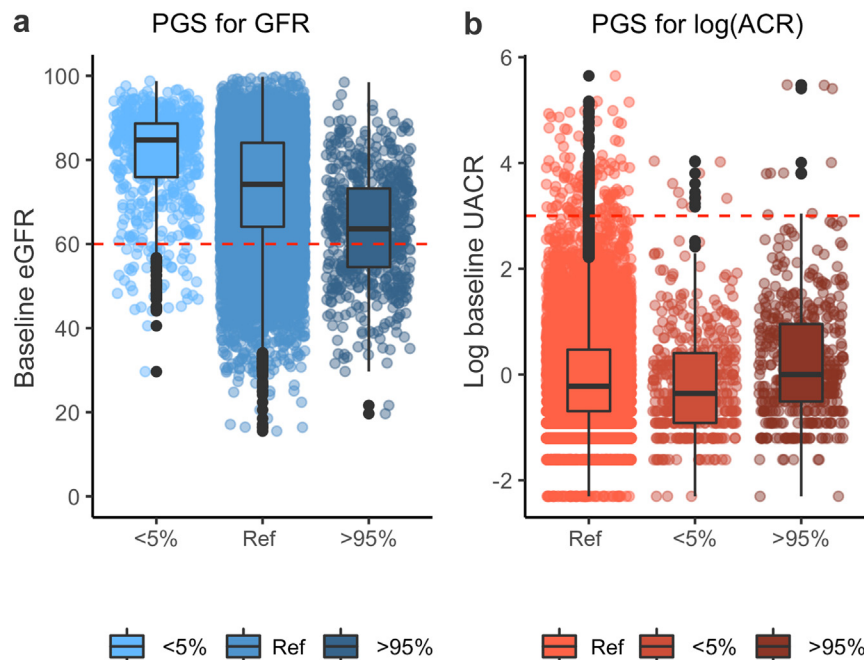 a PGS for GFR
Baseline eGFR
100
80
60
40
20
0
<5% Ref >95%
<5% Ref >95%
b PGS for log(ACR)
Log baseline UACR
6
4
2
0
-2
Ref <5% >95%
Ref <5% >95%